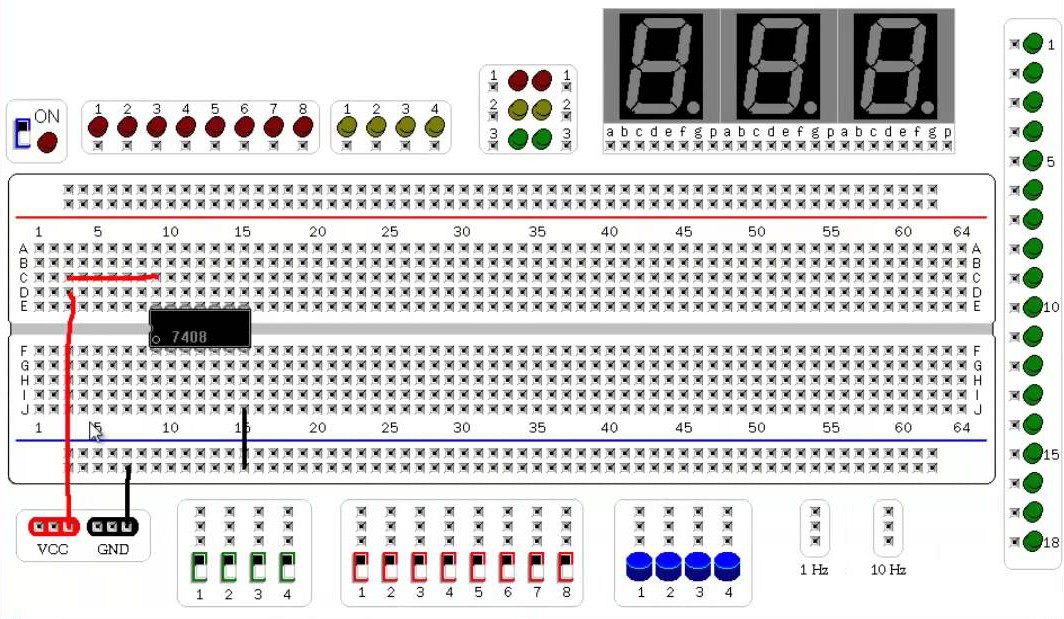 ON
1 2 3 4 5 6 7 8
1 2 3 4
1 1
2 2
3 3
a b c d e f g p a b c d e f g p a b c d e f g p
1
5
10
15
18
1 5 10 15 20 25 30 35 40 45 50 55 60 64
A A
B B
C C
D D
E E
7408
F F
G G
H H
I I
J J
1 5 10 15 20 25 30 35 40 45 50 55 60 64
VCC GND
1 2 3 4
1 2 3 4 5 6 7 8
1 2 3 4
1 Hz 10 Hz